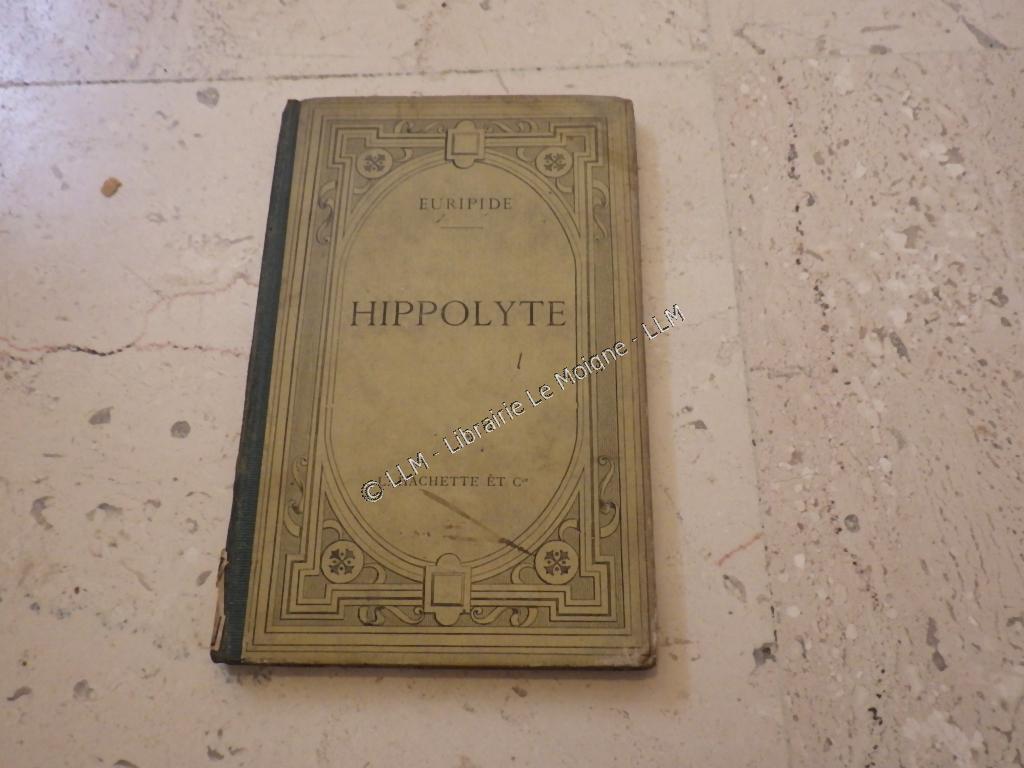 EURIPIDE
HIPPOLYTE
HACHETTE ET Cie
© LLM - Librairie Le Moigne - LLM